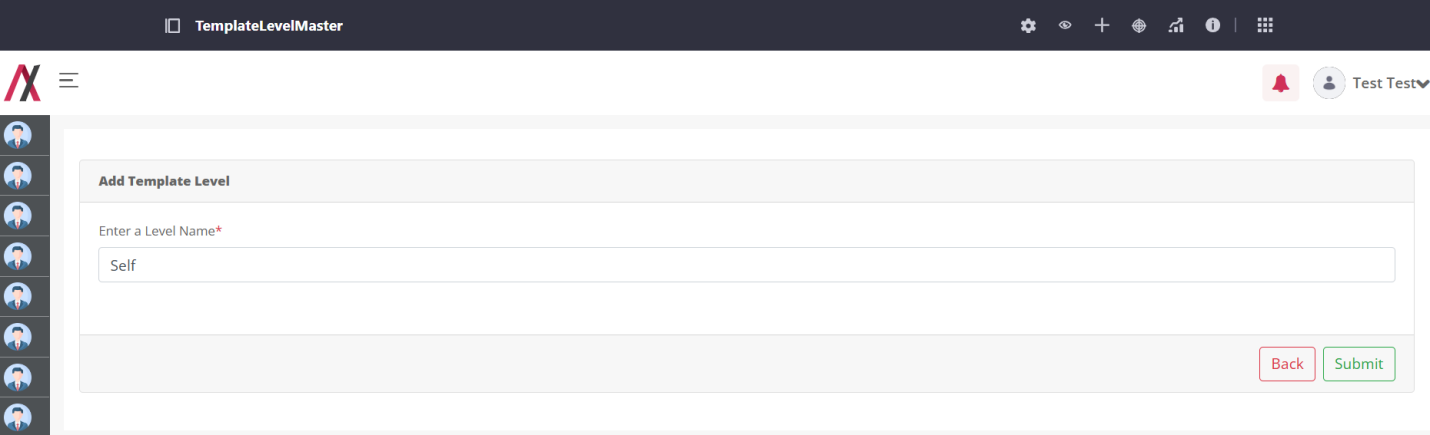 TemplateLevelMaster
Test Test
Add Template Level
Enter a Level Name*
Self
Back
Submit